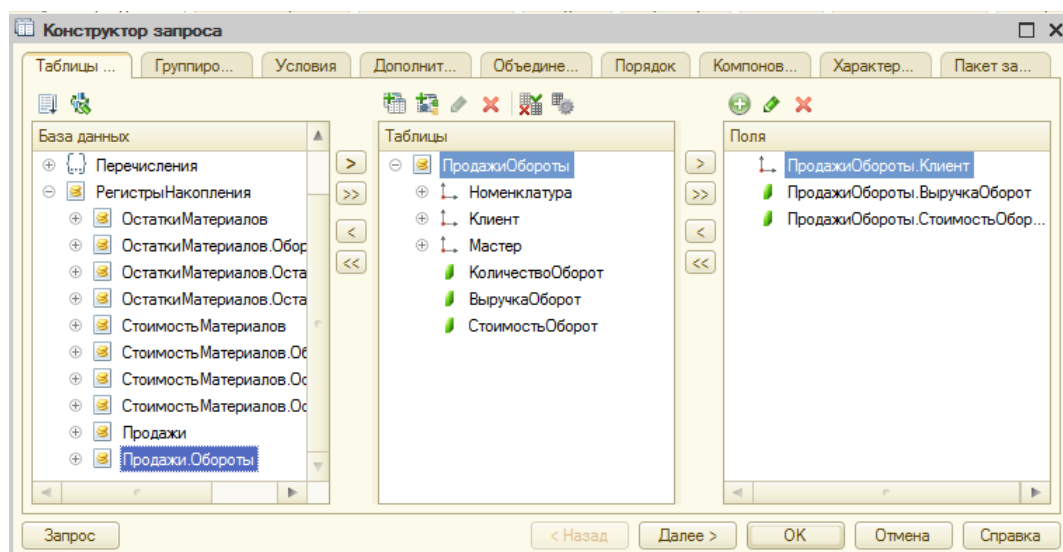 Конструктор запроса
Таблицы ...
Группиро...
Условия
Дополнит...
Объедине...
Порядок
Компонов...
Характер...
Пакет за...
База данных
Перечисления
РегистрыНакопления
ОстаткиМатериалов
ОстаткиМатериалов.Обор
ОстаткиМатериалов.Оста
ОстаткиМатериалов.Оста
СтоимостьМатериалов
СтоимостьМатериалов.Об
СтоимостьМатериалов.Ос
СтоимостьМатериалов.Ос
Продажи
Продажи.Обороты
>
>>
<
<<
Таблицы
ПродажиОбороты
Номенклатура
Клиент
Мастер
КоличествоОборот
ВыручкаОборот
СтоимостьОборот
>
>>
<
<<
Поля
ПродажиОбороты.Клиент
ПродажиОбороты.ВыручкаОборот
ПродажиОбороты.СтоимостьОбор...
Запрос
< Назад
Далее >
ОК
Отмена
Справка